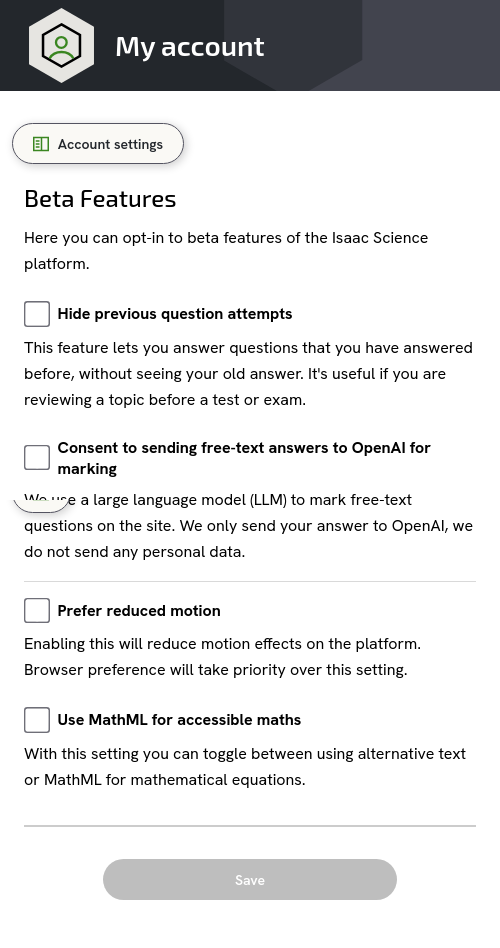 My account
Account settings
Beta Features
Here you can opt-in to beta features of the Isaac Science
platform.
Hide previous question attempts
This feature lets you answer questions that you have answered
before, without seeing your old answer. It's useful if you are
reviewing a topic before a test or exam.
Consent to sending free-text answers to OpenAI for
marking
We use a large language model (LLM) to mark free-text
questions on the site. We only send your answer to OpenAI, we
do not send any personal data.
Prefer reduced motion
Enabling this will reduce motion effects on the platform.
Browser preference will take priority over this setting.
Use MathML for accessible maths
With this setting you can toggle between using alternative text
or MathML for mathematical equations.
Save